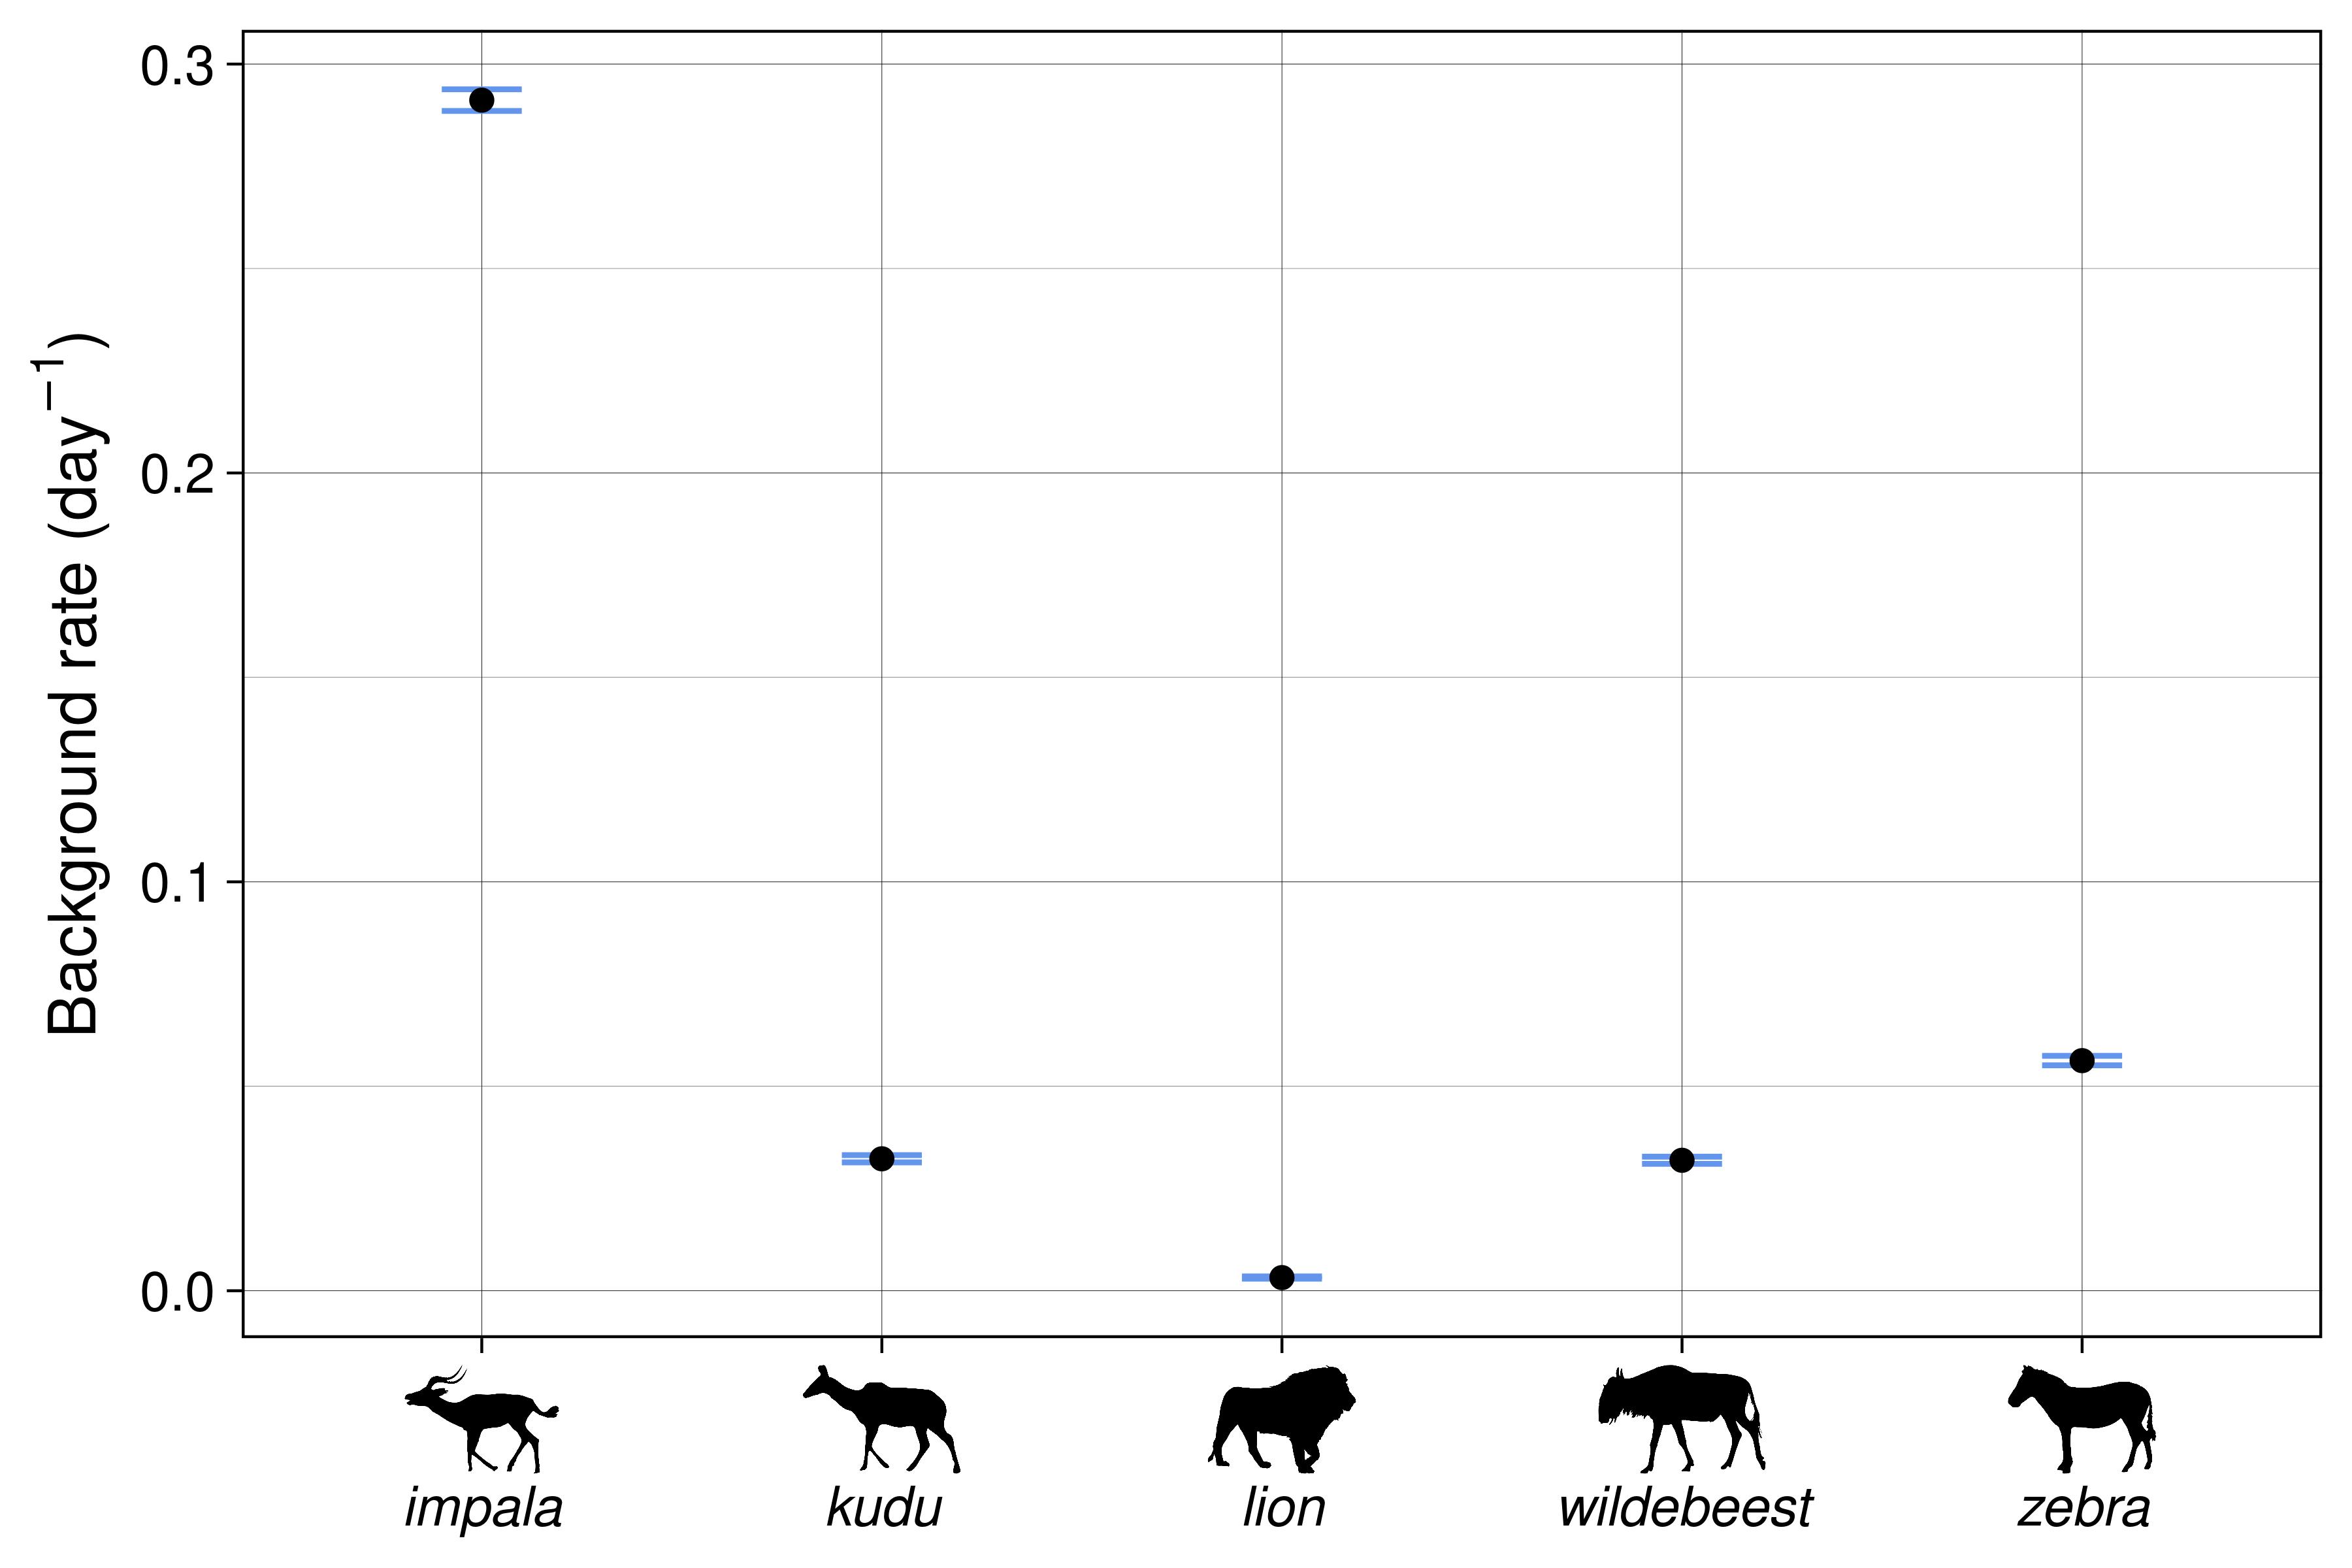 Background rate (day⁻¹)
0.3
0.2
0.1
0.0
impala kudu lion wildebeest zebra